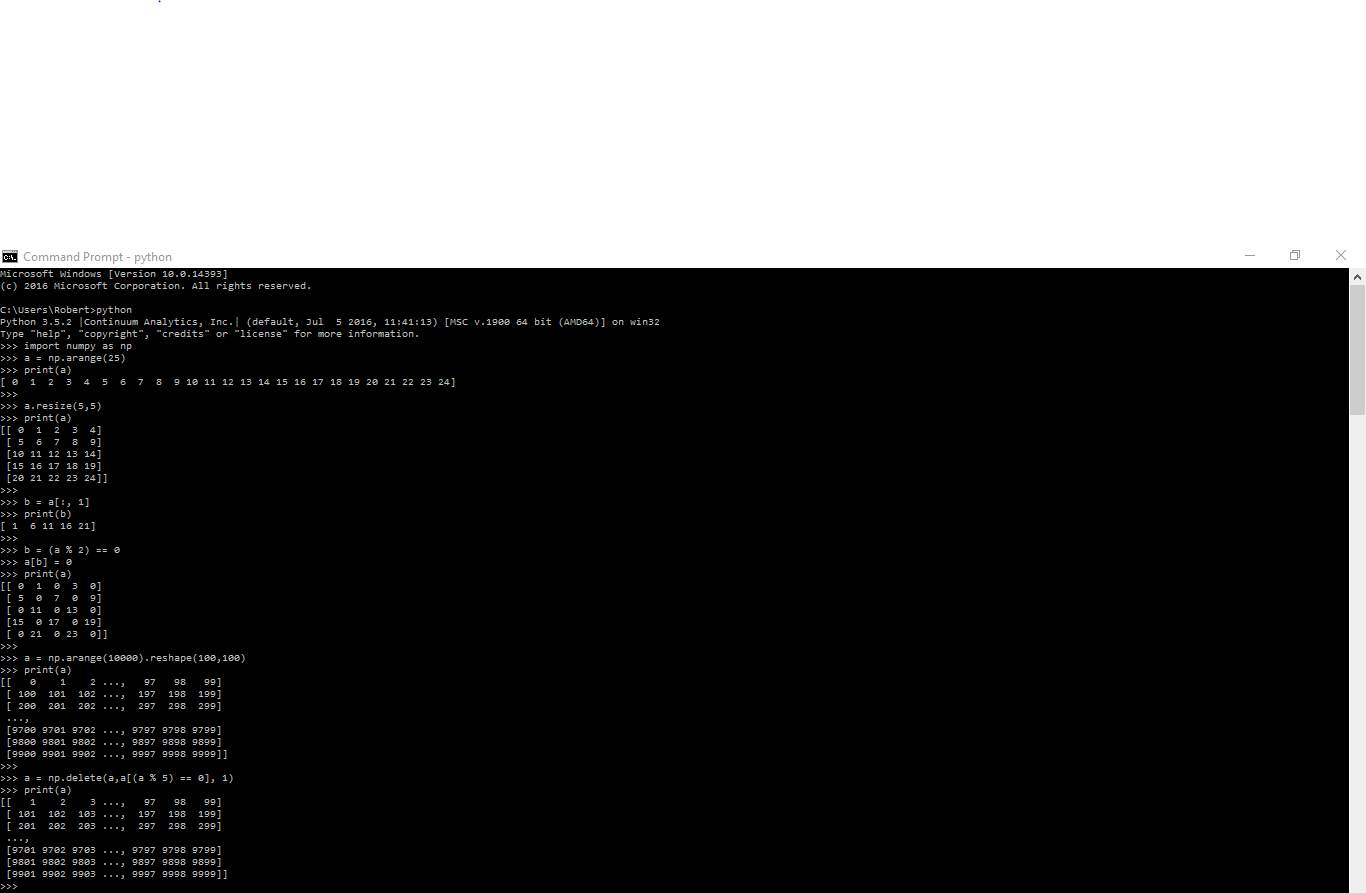 Command Prompt - python
Microsoft Windows [Version 10.0.14393]
(c) 2016 Microsoft Corporation. All rights reserved.

C:\Users\Robert>python
Python 3.5.2 |Continuum Analytics, Inc.| (default, Jul  5 2016, 11:41:13) [MSC v.1900 64 bit (AMD64)] on win32
Type "help", "copyright", "credits" or "license" for more information.
>>> import numpy as np
>>> a = np.arange(25)
>>> print(a)
[ 0  1  2  3  4  5  6  7  8  9 10 11 12 13 14 15 16 17 18 19 20 21 22 23 24]
>>>
>>> a.resize(5,5)
>>> print(a)
[[ 0  1  2  3  4]
 [ 5  6  7  8  9]
 [10 11 12 13 14]
 [15 16 17 18 19]
 [20 21 22 23 24]]
>>>
>>> b = a[:, 1]
>>> print(b)
[ 1  6 11 16 21]
>>>
>>> b = (a % 2) == 0
>>> a[b] = 0
>>> print(a)
[[ 0  1  0  3  0]
 [ 5  0  7  0  9]
 [ 0 11  0 13  0]
 [15  0 17  0 19]
 [ 0 21  0 23  0]]
>>>
>>> a = np.arange(10000).reshape(100,100)
>>> print(a)
[[   0    1    2 ...,   97   98   99]
 [ 100  101  102 ...,  197  198  199]
 [ 200  201  202 ...,  297  298  299]
 ...,
 [9700 9701 9702 ..., 9797 9798 9799]
 [9800 9801 9802 ..., 9897 9898 9899]
 [9900 9901 9902 ..., 9997 9998 9999]]
>>>
>>> a = np.delete(a,a[(a % 5) == 0], 1)
>>> print(a)
[[   1    2    3 ...,   97   98   99]
 [ 101  102  103 ...,  197  198  199]
 [ 201  202  203 ...,  297  298  299]
 ...,
 [9701 9702 9703 ..., 9797 9798 9799]
 [9801 9802 9803 ..., 9897 9898 9899]
 [9901 9902 9903 ..., 9997 9998 9999]]
>>>